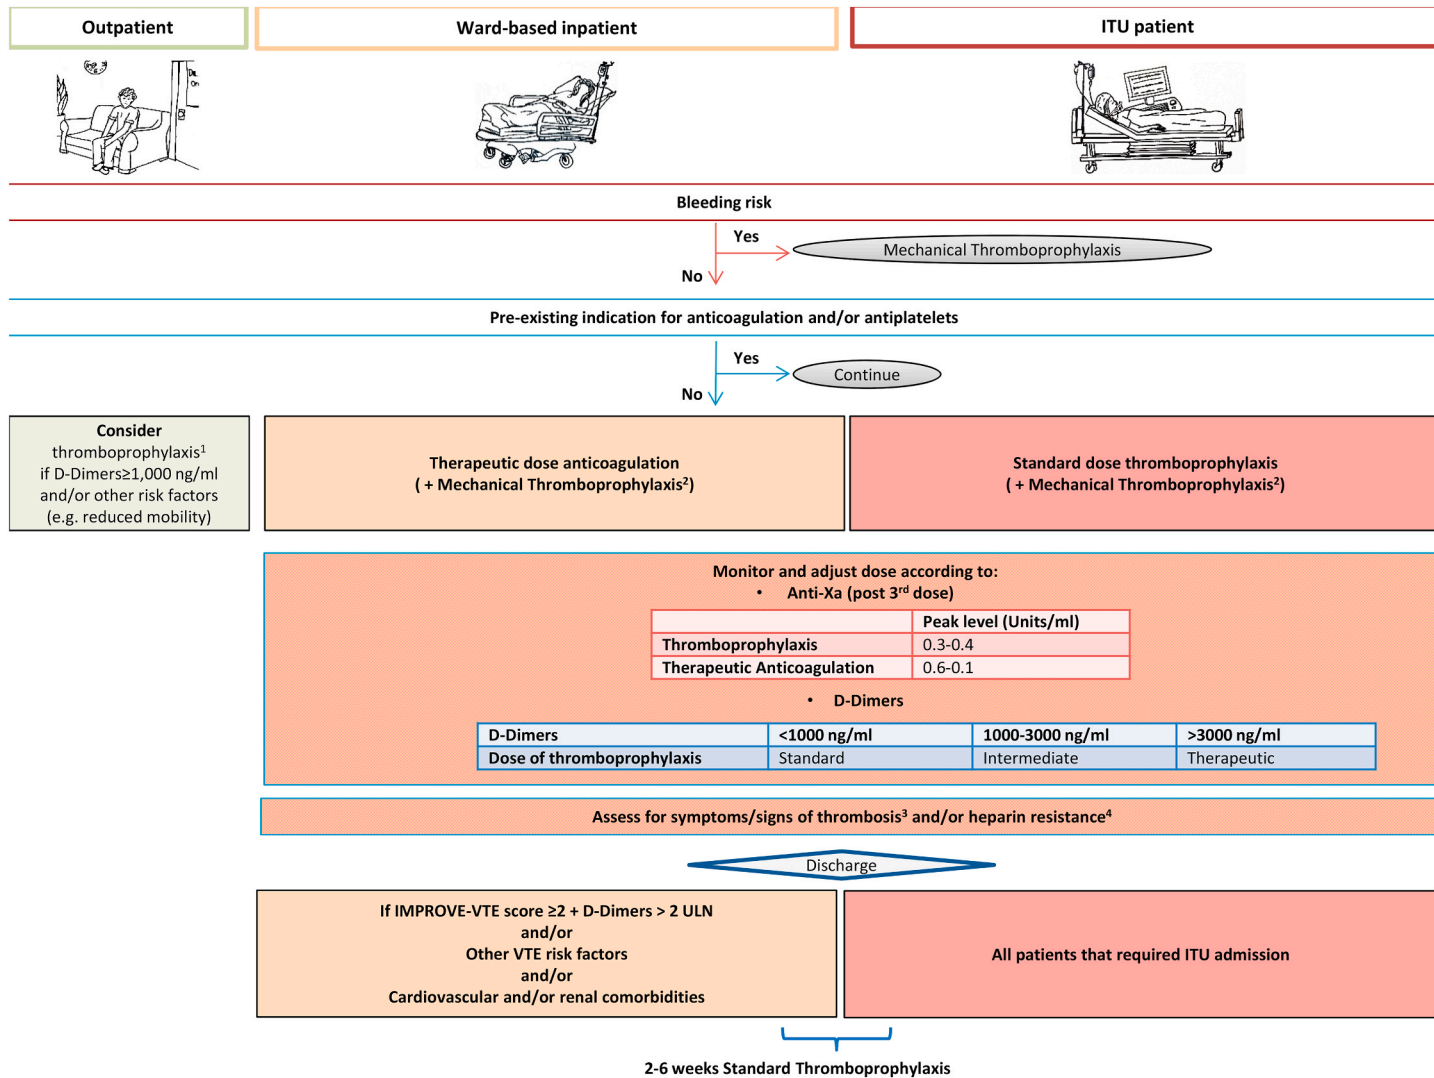 Outpatient
Ward-based inpatient
ITU patient
Bleeding risk
Yes
Mechanical Thromboprophylaxis
No
Pre-existing indication for anticoagulation and/or antiplatelets
Yes
Continue
No
Consider
thromboprophylaxis¹
if D-Dimers≥1,000 ng/ml
and/or other risk factors
(e.g. reduced mobility)
Therapeutic dose anticoagulation
( + Mechanical Thromboprophylaxis²)
Standard dose thromboprophylaxis
( + Mechanical Thromboprophylaxis²)
Monitor and adjust dose according to:
• Anti-Xa (post 3rd dose)
Peak level (Units/ml)
Thromboprophylaxis 0.3-0.4
Therapeutic Anticoagulation 0.6-0.1
• D-Dimers
D-Dimers <1000 ng/ml 1000-3000 ng/ml >3000 ng/ml
Dose of thromboprophylaxis Standard Intermediate Therapeutic
Assess for symptoms/signs of thrombosis³ and/or heparin resistance⁴
Discharge
If IMPROVE-VTE score ≥2 + D-Dimers > 2 ULN
and/or
Other VTE risk factors
and/or
Cardiovascular and/or renal comorbidities
All patients that required ITU admission
2-6 weeks Standard Thromboprophylaxis